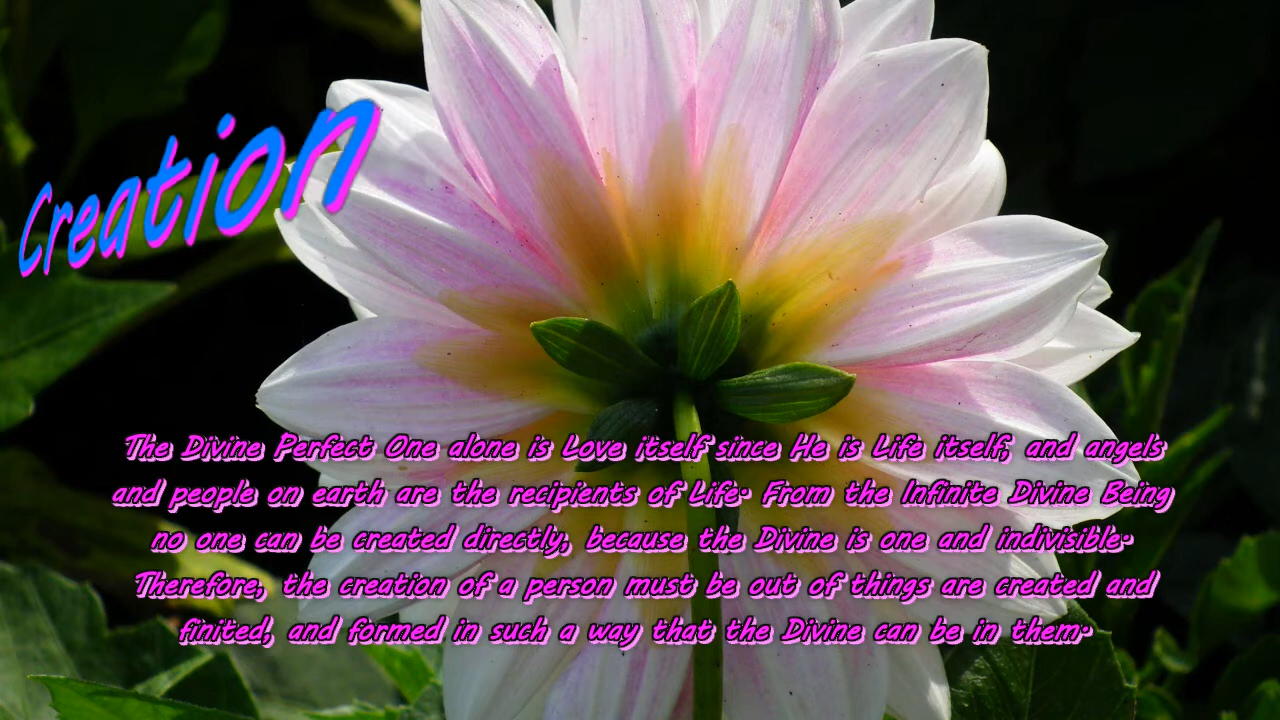 Creation
The Divine Perfect One alone is Love itself since He is Life itself, and angels
and people on earth are the recipients of Life. From the Infinite Divine Being
no one can be created directly, because the Divine is one and indivisible.
Therefore, the creation of a person must be out of things are created and
finited, and formed in such a way that the Divine can be in them.